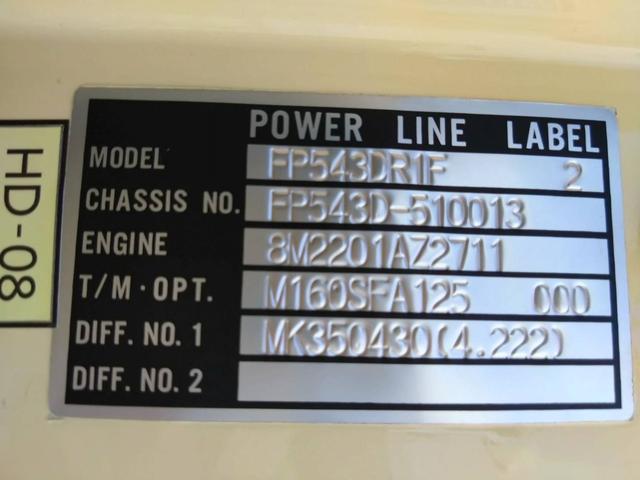 POWER LINE LABEL
MODEL FP543DR1F 2
CHASSIS NO. FP543D-510013
ENGINE 8M2201AZ2711
T/M·OPT. M160SFA125 000
DIFF. NO. 1 MK350430(4.222)
DIFF. NO. 2
HD-08